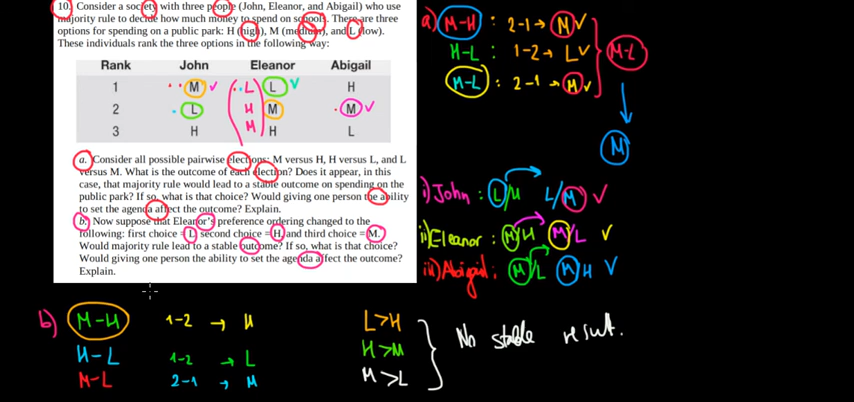 10. Consider a society with three people (John, Eleanor, and Abigail) who use
majority rule to decide how much money to spend on schools. There are three
options for spending on a public park: H (high), M (medium), and L (low).
These individuals rank the three options in the following way:
Rank John Eleanor Abigail
1 M L L H
2 L H M M
3 H M H L
a. Consider all possible pairwise elections: M versus H, H versus L, and L
versus M. What is the outcome of each election? Does it appear, in this
case, that majority rule would lead to a stable outcome on spending on the
public park? If so, what is that choice? Would giving one person the ability
to set the agenda affect the outcome? Explain.
b. Now suppose that Eleanor's preference ordering changed to the
following: first choice = L, second choice = H, and third choice = M.
Would majority rule lead to a stable outcome? If so, what is that choice?
Would giving one person the ability to set the agenda affect the outcome?
Explain.
a) M-H : 2-1 → M
H-L : 1-2 → L
M-L : 2-1 → M
M-L
M
i) John: L/H L/M
ii) Eleanor: M/H M/L
iii) Abigail: M/L M/H
b) M-H 1-2 → H
H-L 1-2 → L
M-L 2-1 → M
L>H
H>M
M>L
No stable result.